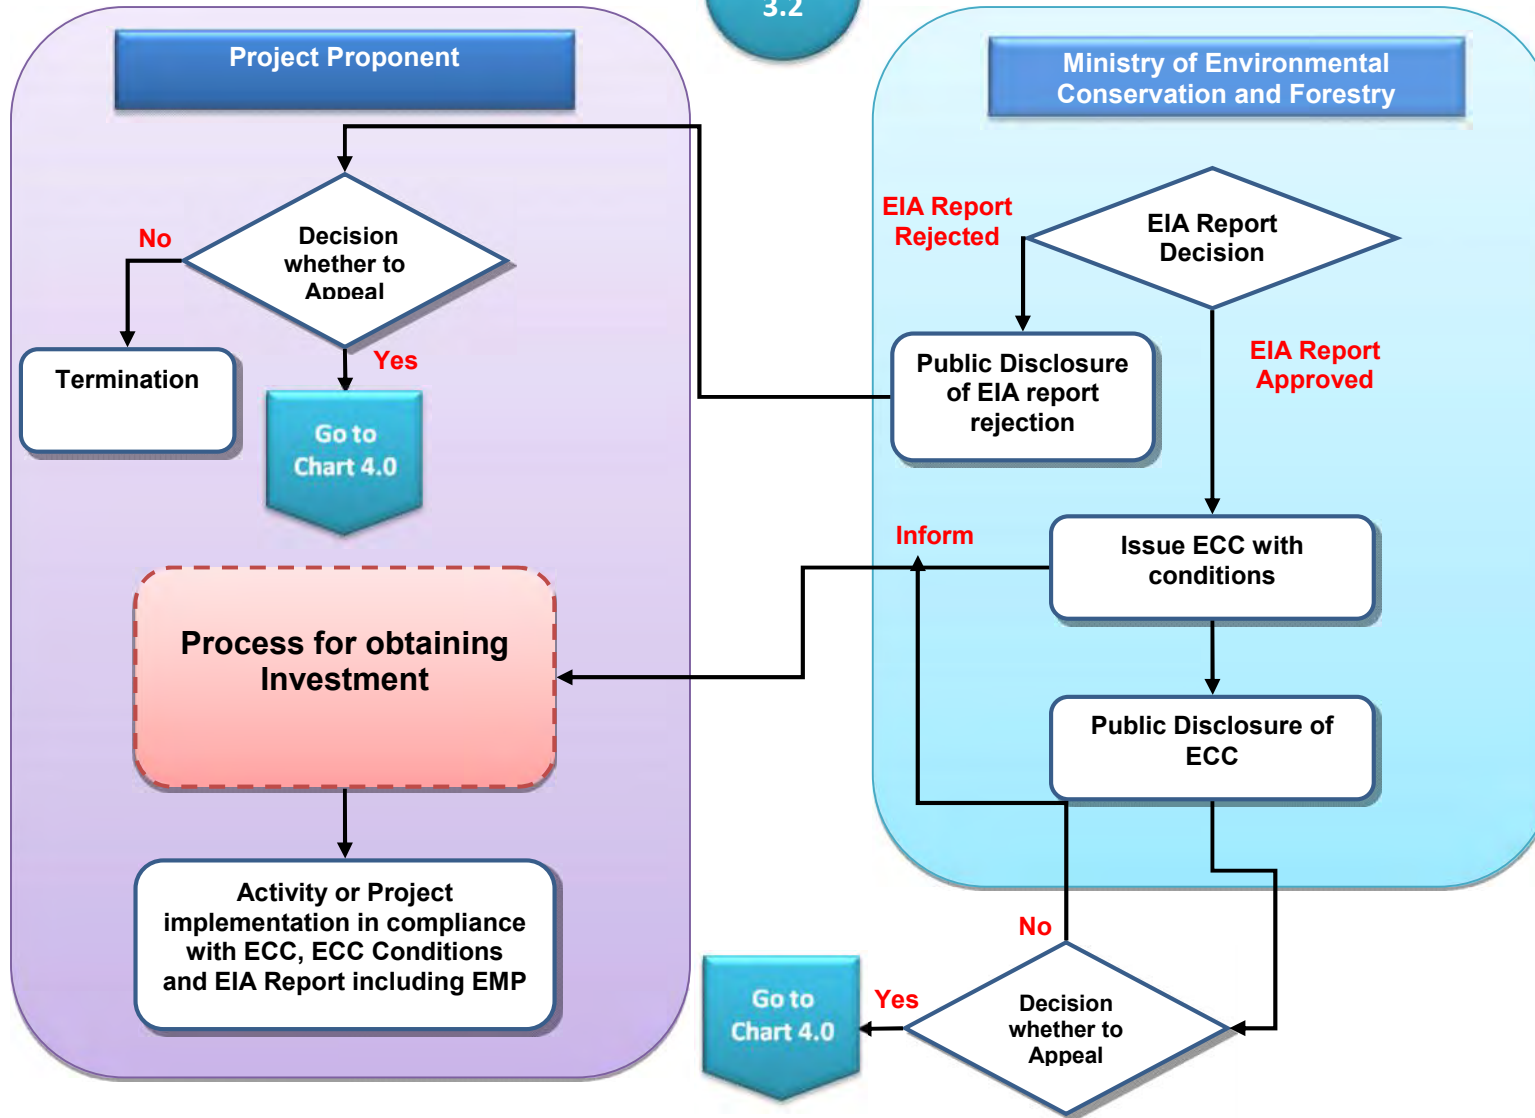 3.2
Project Proponent
Ministry of Environmental
Conservation and Forestry
Decision
whether to
Appeal
No
Yes
Termination
Go to
Chart 4.0
EIA Report
Rejected
EIA Report
Decision
Public Disclosure
of EIA report
rejection
EIA Report
Approved
Inform
Issue ECC with
conditions
Process for obtaining
Investment
Public Disclosure of
ECC
Activity or Project
implementation in compliance
with ECC, ECC Conditions
and EIA Report including EMP
No
Go to
Chart 4.0
Yes
Decision
whether to
Appeal